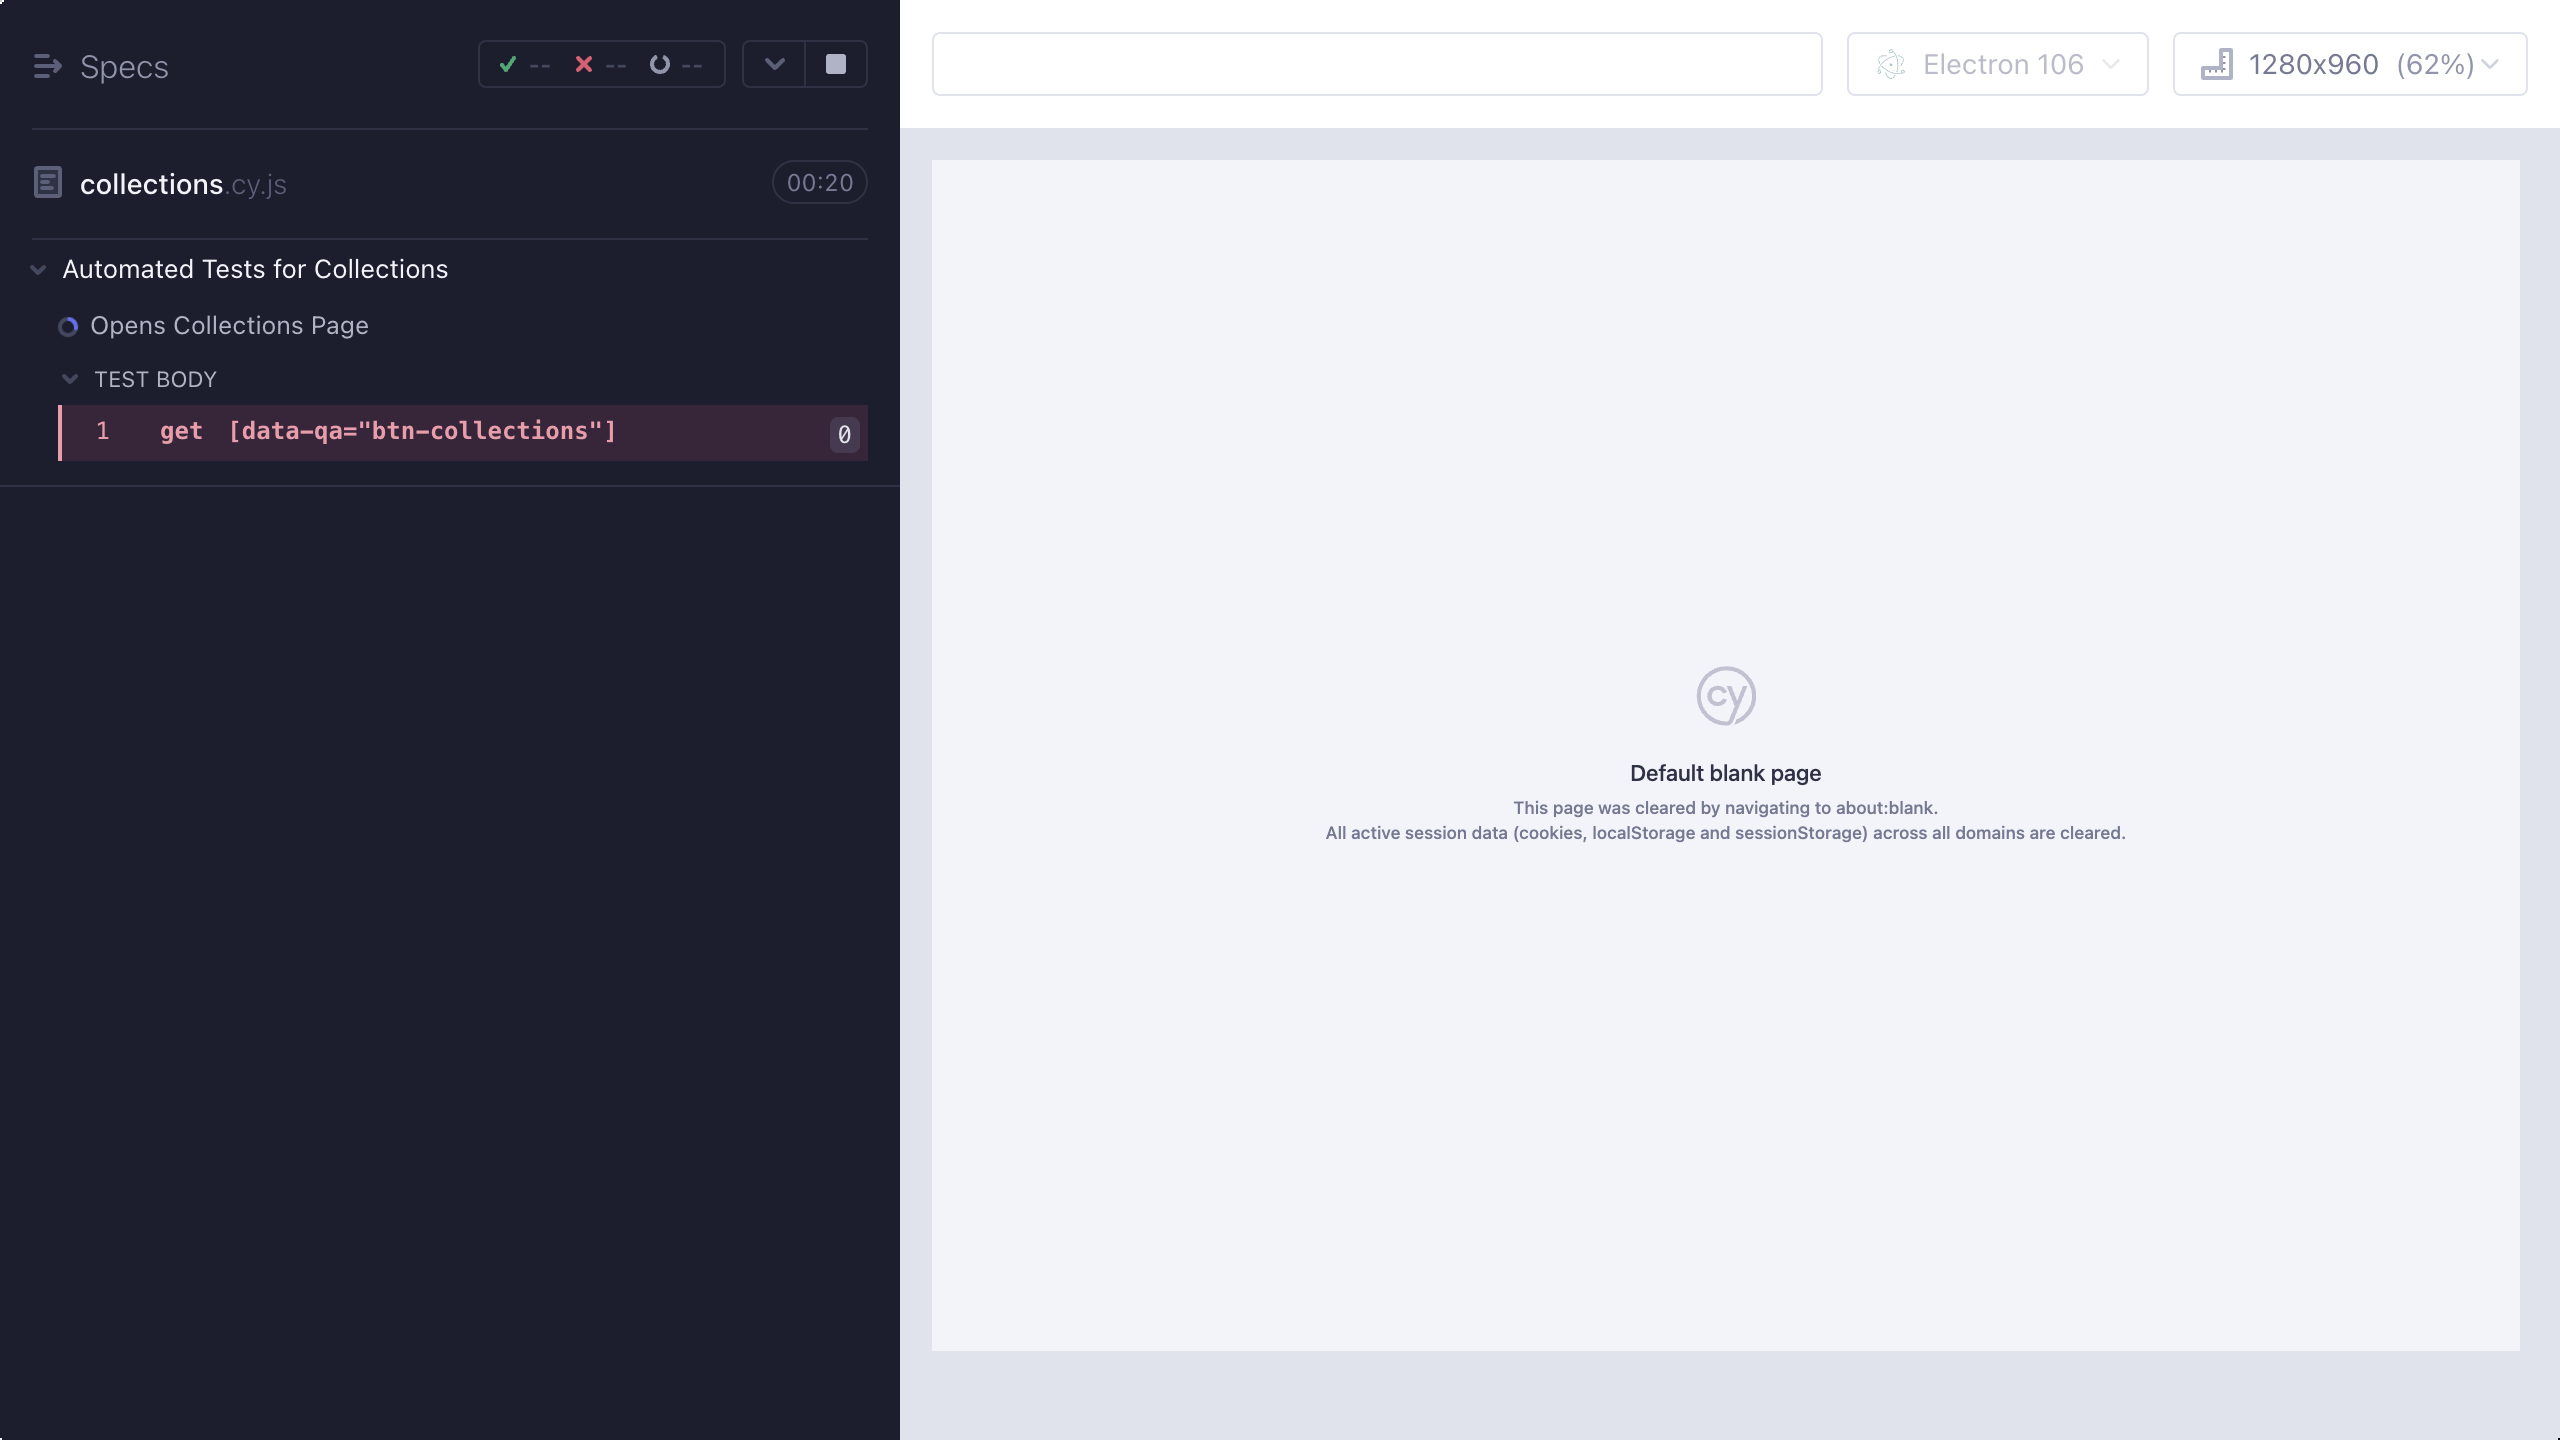 Specs
--
--
--
collections.cy.js
00:20
Automated Tests for Collections
Opens Collections Page
TEST BODY
1 get [data-qa="btn-collections"] 0
Electron 106
1280x960 (62%)
cy
Default blank page
This page was cleared by navigating to about:blank.
All active session data (cookies, localStorage and sessionStorage) across all domains are cleared.